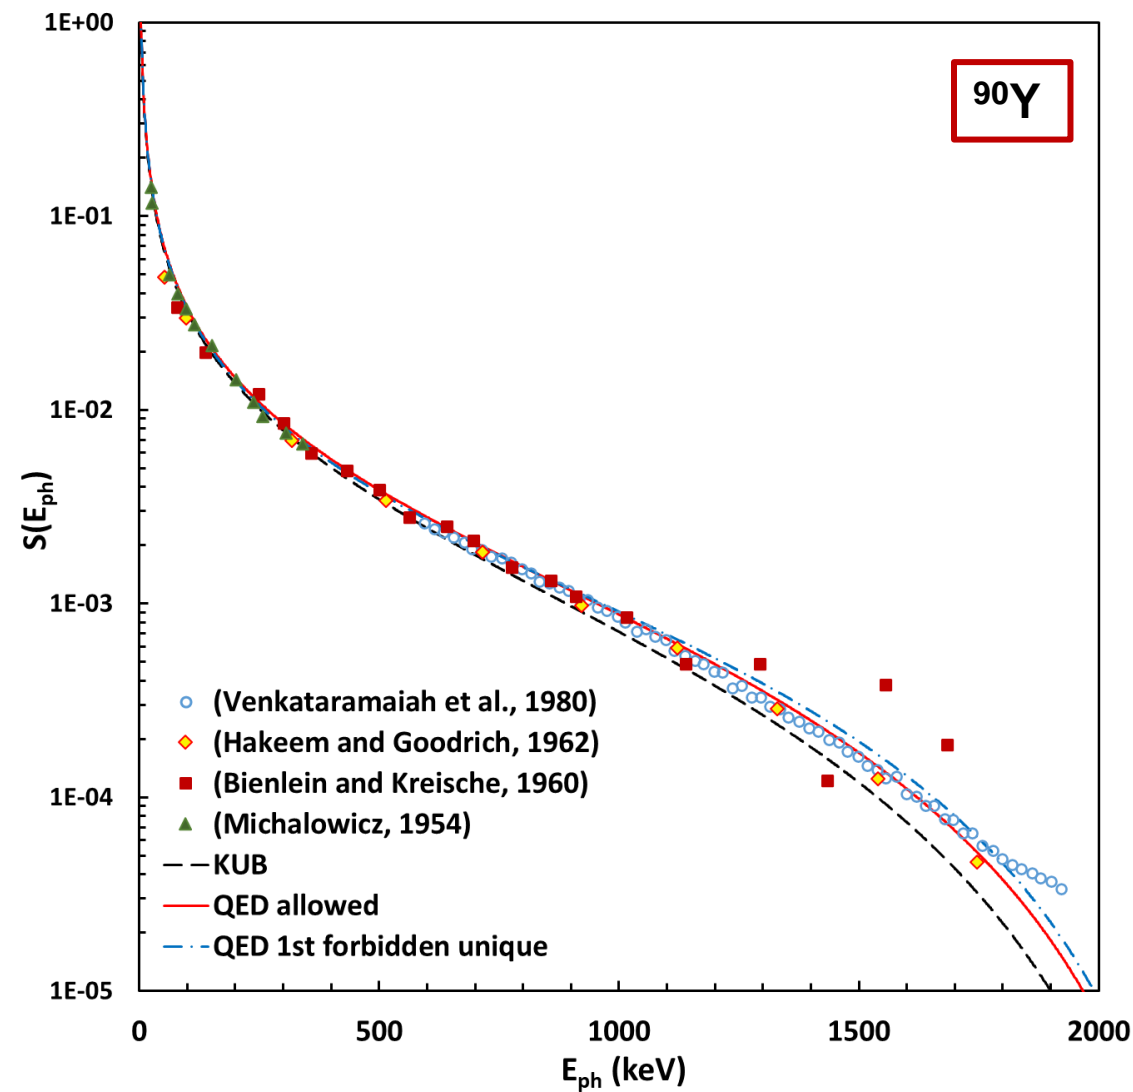 1E+00
90Y
1E-01
1E-02
S(Eph)
1E-03
(Venkataramaiah et al., 1980)
(Hakeem and Goodrich, 1962)
(Bienlein and Kreische, 1960)
1E-04
(Michalowicz, 1954)
KUB
QED allowed
QED 1st forbidden unique
1E-05
0 500 1000 1500 2000
Eph (keV)